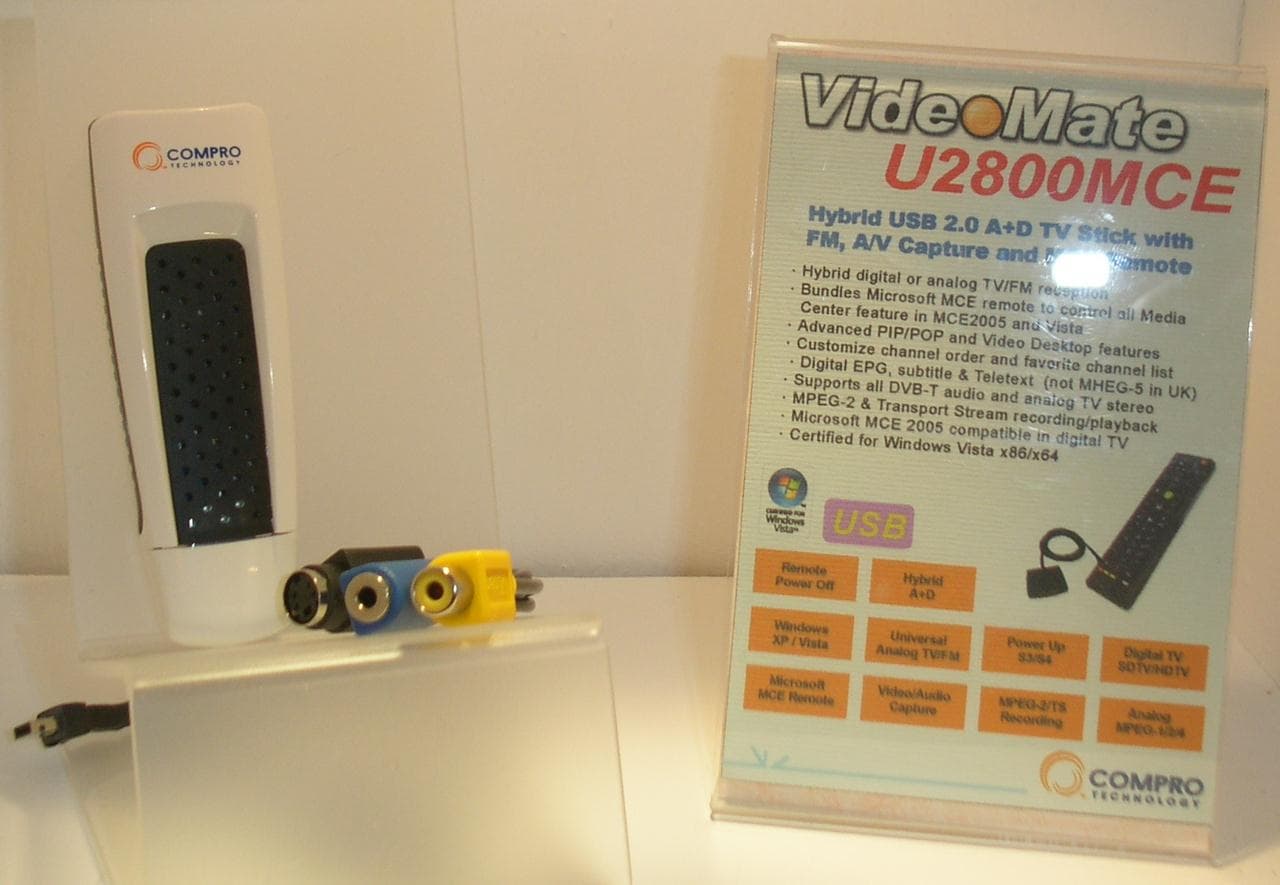 COMPRO
TECHNOLOGY
VideoMate
U2800MCE
Hybrid USB 2.0 A+D TV Stick with
FM, A/V Capture and Remote
· Hybrid digital or analog TV/FM reception
· Bundles Microsoft MCE remote to control all Media
Center feature in MCE2005 and Vista
· Advanced PIP/POP and Video Desktop features
· Customize channel order and favorite channel list
· Digital EPG, subtitle & Teletext (not MHEG-5 in UK)
· Supports all DVB-T audio and analog TV stereo
· MPEG-2 & Transport Stream recording/playback
· Microsoft MCE 2005 compatible in digital TV
· Certified for Windows Vista x86/x64
CERTIFIED FOR
Windows
Vista™
USB
Remote
Power Off
Hybrid
A+D
Windows
XP / Vista
Universal
Analog TV/FM
Power Up
S3/S4
Digital TV
SDTV/HDTV
Microsoft
MCE Remote
Video/Audio
Capture
MPEG-2/TS
Recording
Analog
MPEG-1/2/4
COMPRO
TECHNOLOGY